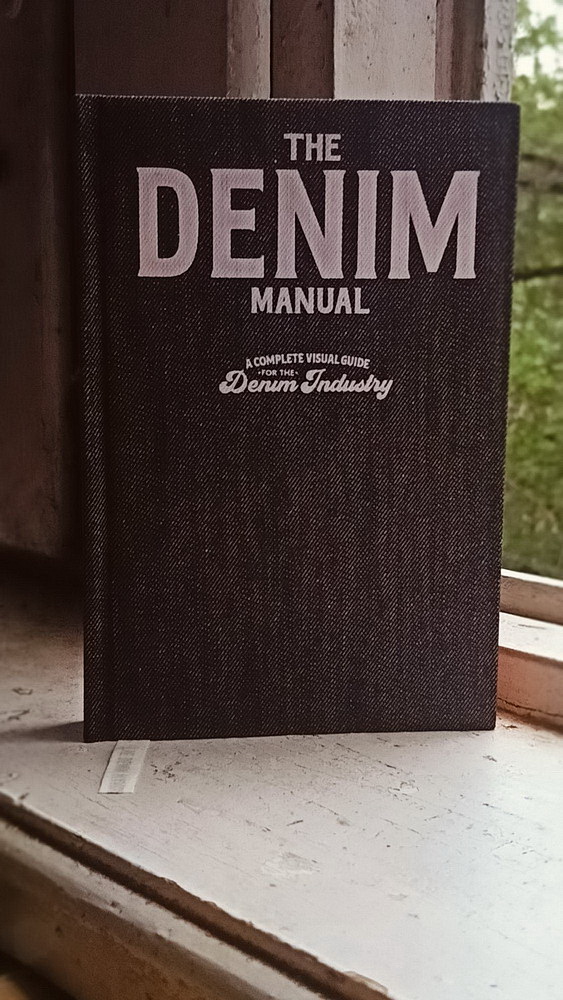 THE
DENIM
MANUAL
A COMPLETE VISUAL GUIDE
·FOR THE·
Denim Industry